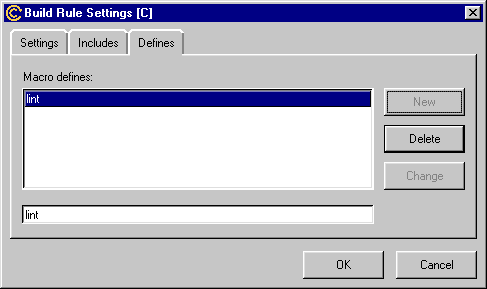 Build Rule Settings [C]
Settings Includes Defines
Macro defines:
lint
New
Delete
Change
lint
OK Cancel